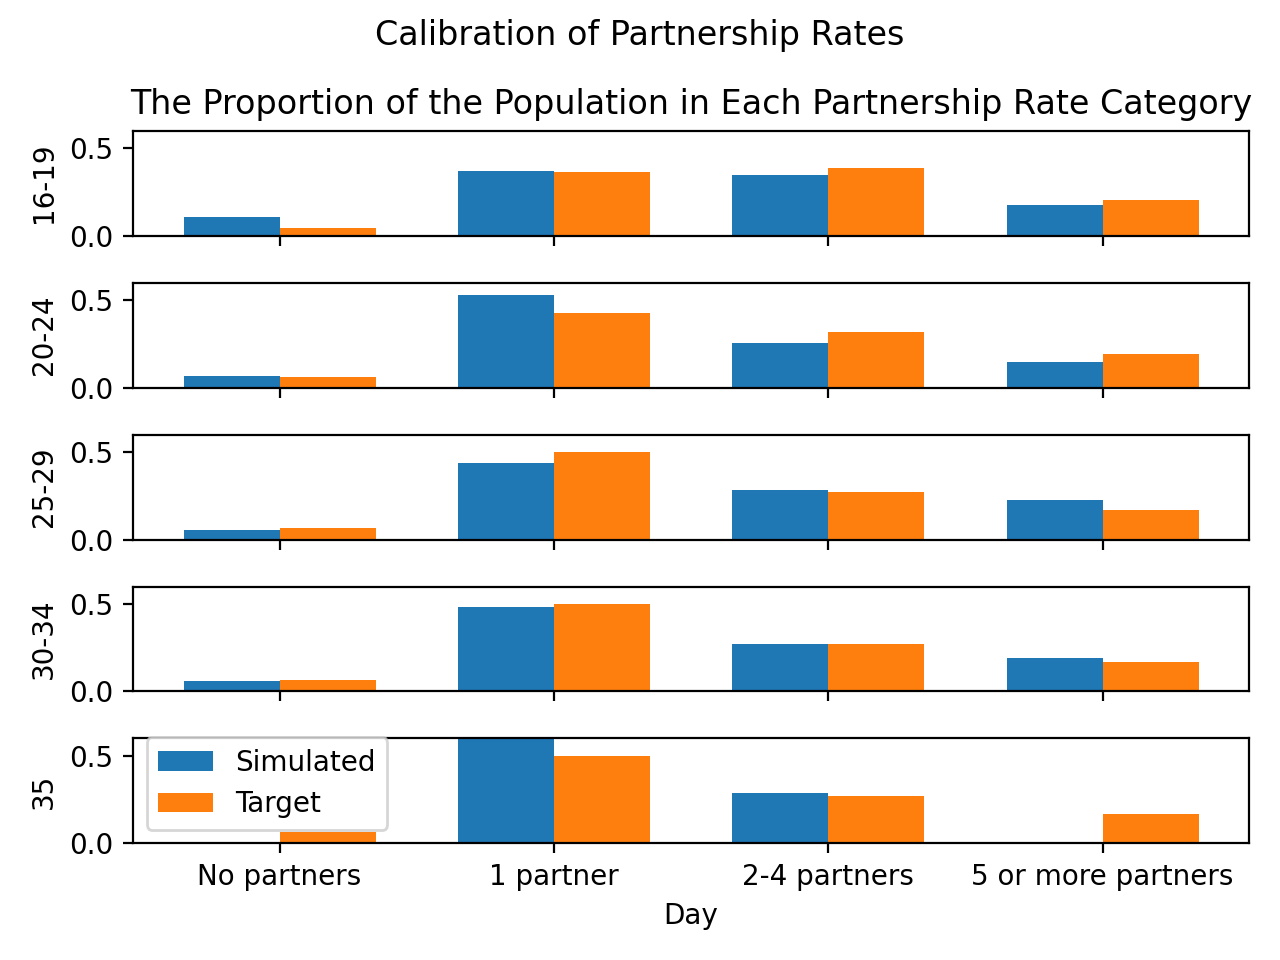 Calibration of Partnership Rates
The Proportion of the Population in Each Partnership Rate Category
0.5
16-19
0.0
0.5
20-24
0.0
0.5
25-29
0.0
0.5
30-34
0.0
0.5
35
0.0
Simulated
Target
No partners 1 partner 2-4 partners 5 or more partners
Day